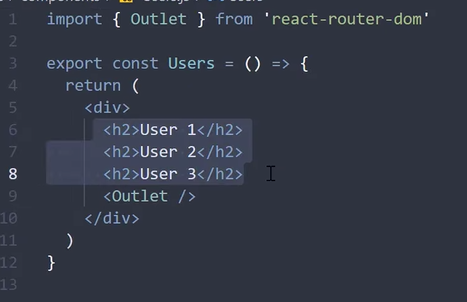 1 import { Outlet } from 'react-router-dom'
2
3 export const Users = () => {
4   return (
5     <div>
6       <h2>User 1</h2>
7       <h2>User 2</h2>
8       <h2>User 3</h2>
9       <Outlet />
10     </div>
11   )
12 }
13